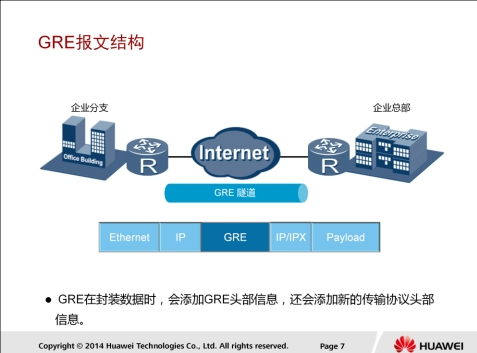 GRE报文结构
企业分支
企业总部
Office Building
R
Internet
R
Enterprise
GRE 隧道
Ethernet IP GRE IP/IPX Payload
● GRE在封装数据时，会添加GRE头部信息，还会添加新的传输协议头部
信息。
Copyright © 2014 Huawei Technologies Co., Ltd. All rights reserved. Page 7 HUAWEI